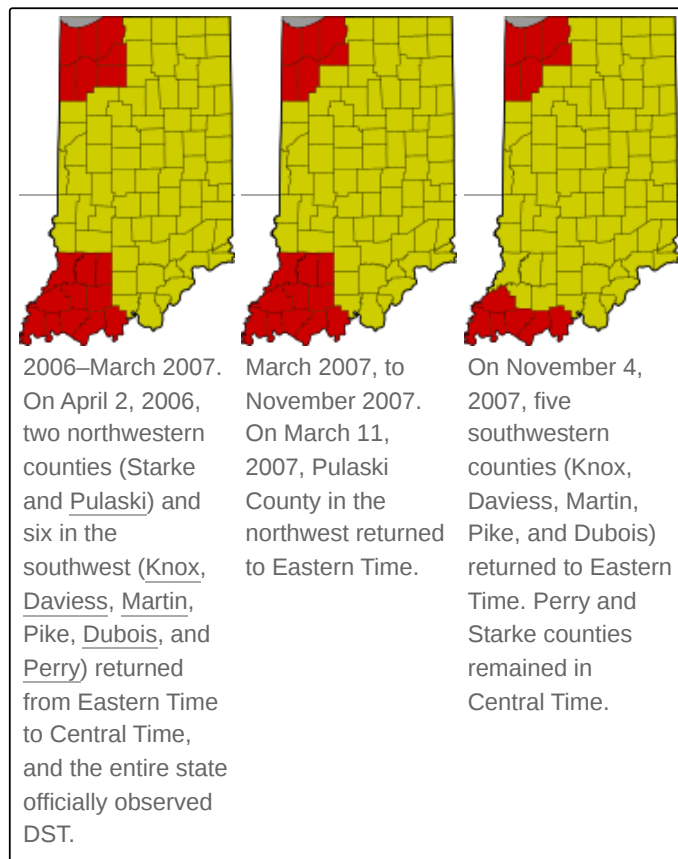 2006–March 2007.
On April 2, 2006,
two northwestern
counties (Starke
and Pulaski) and
six in the
southwest (Knox,
Daviess, Martin,
Pike, Dubois, and
Perry) returned
from Eastern Time
to Central Time,
and the entire state
officially observed
DST.
March 2007, to
November 2007.
On March 11,
2007, Pulaski
County in the
northwest returned
to Eastern Time.
On November 4,
2007, five
southwestern
counties (Knox,
Daviess, Martin,
Pike, and Dubois)
returned to Eastern
Time. Perry and
Starke counties
remained in
Central Time.